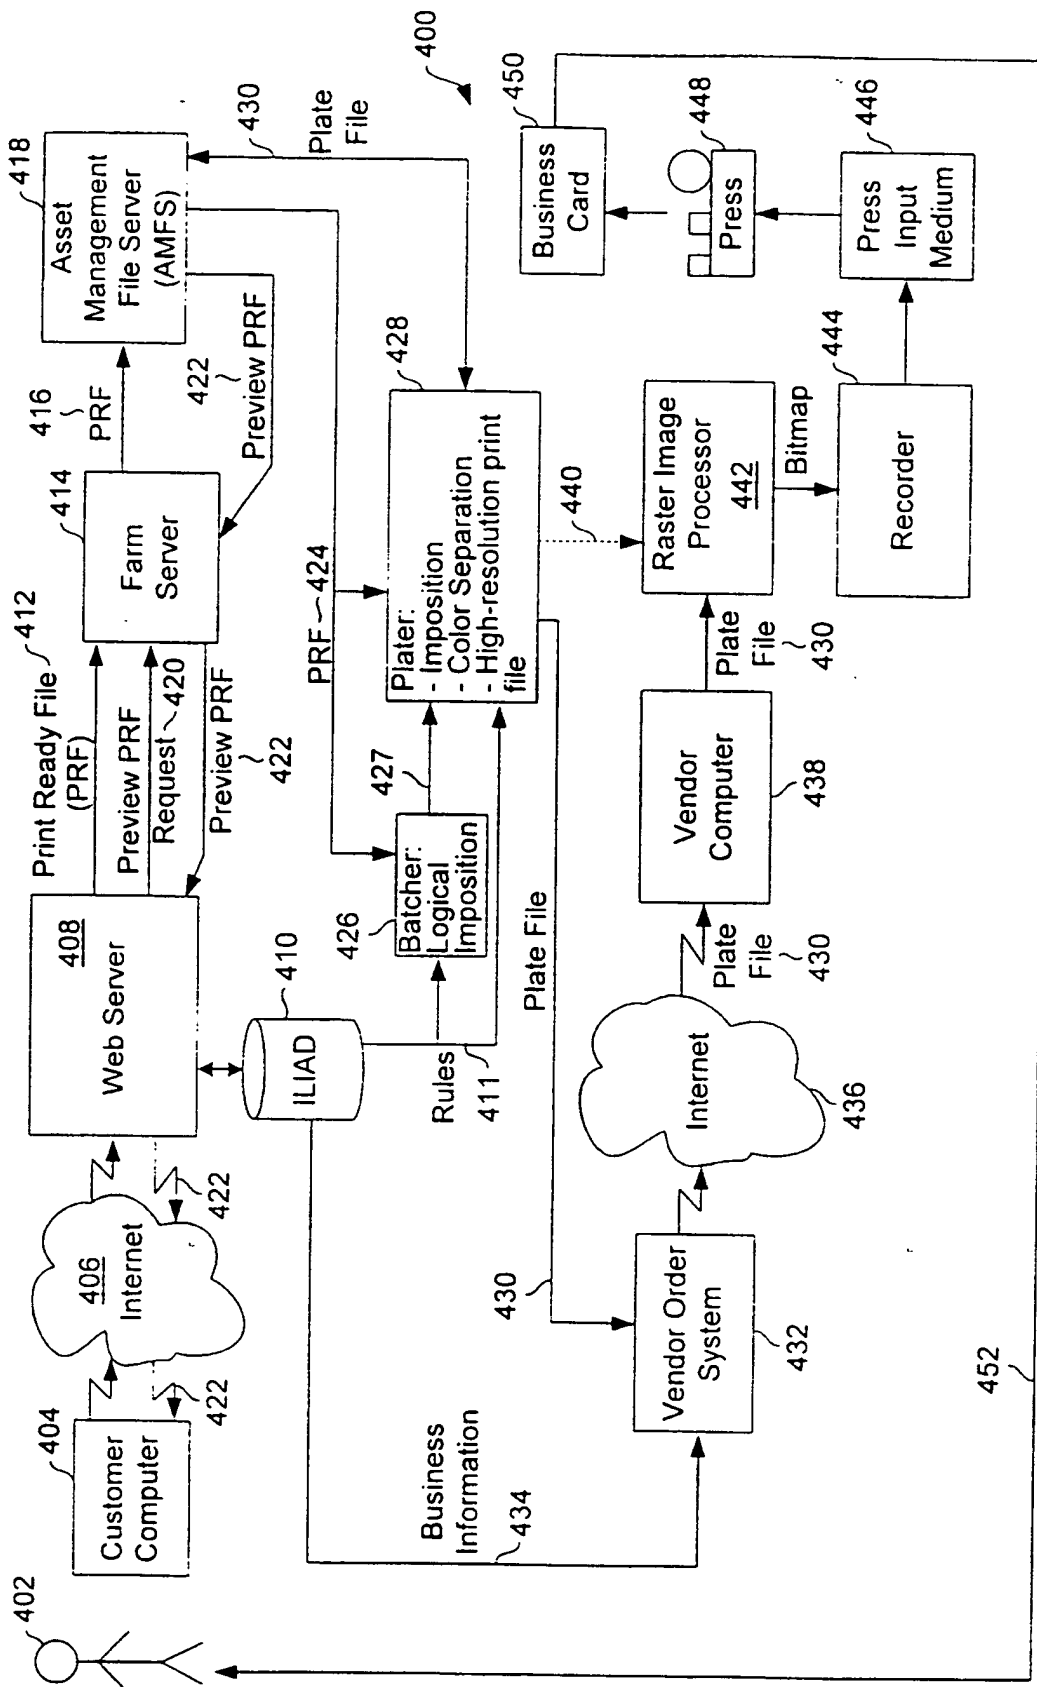 400
402
404
Customer
Computer
422
406
Internet
422
408
Web Server
Print Ready File 412
(PRF)
Preview PRF
Request 420
Preview PRF
422
414
Farm
Server
416
PRF
422
Preview PRF
418
Asset
Management
File Server
(AMFS)
430
Plate
File
410
ILIAD
Rules
411
426
Batcher:
Logical
Imposition
427
PRF 424
428
Plater:
- Imposition
- Color Separation
- High-resolution print
file
440
Plate File
430
Business
Information
434
Vendor Order
System
432
Internet
436
Plate
File
430
Vendor
Computer
438
Plate
File
430
Raster Image
Processor
442
Bitmap
Recorder
444
Press
Input
Medium
446
Press
448
Business
Card
450
452